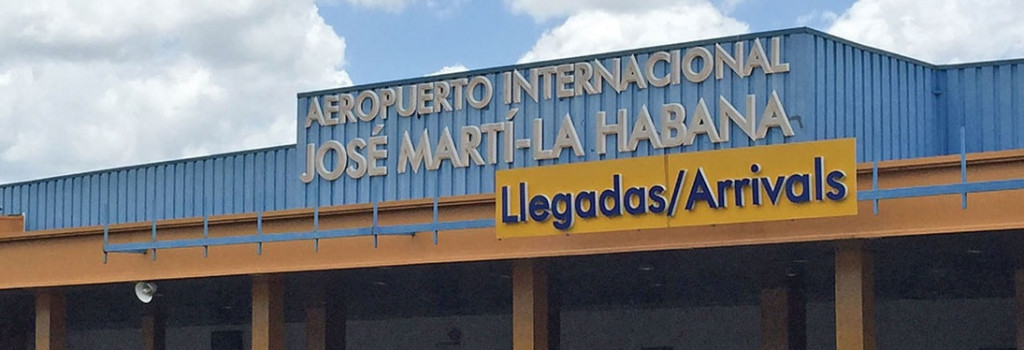 AEROPUERTO INTERNACIONAL
JOSÉ MARTÍ-LA HABANA
Llegadas/Arrivals